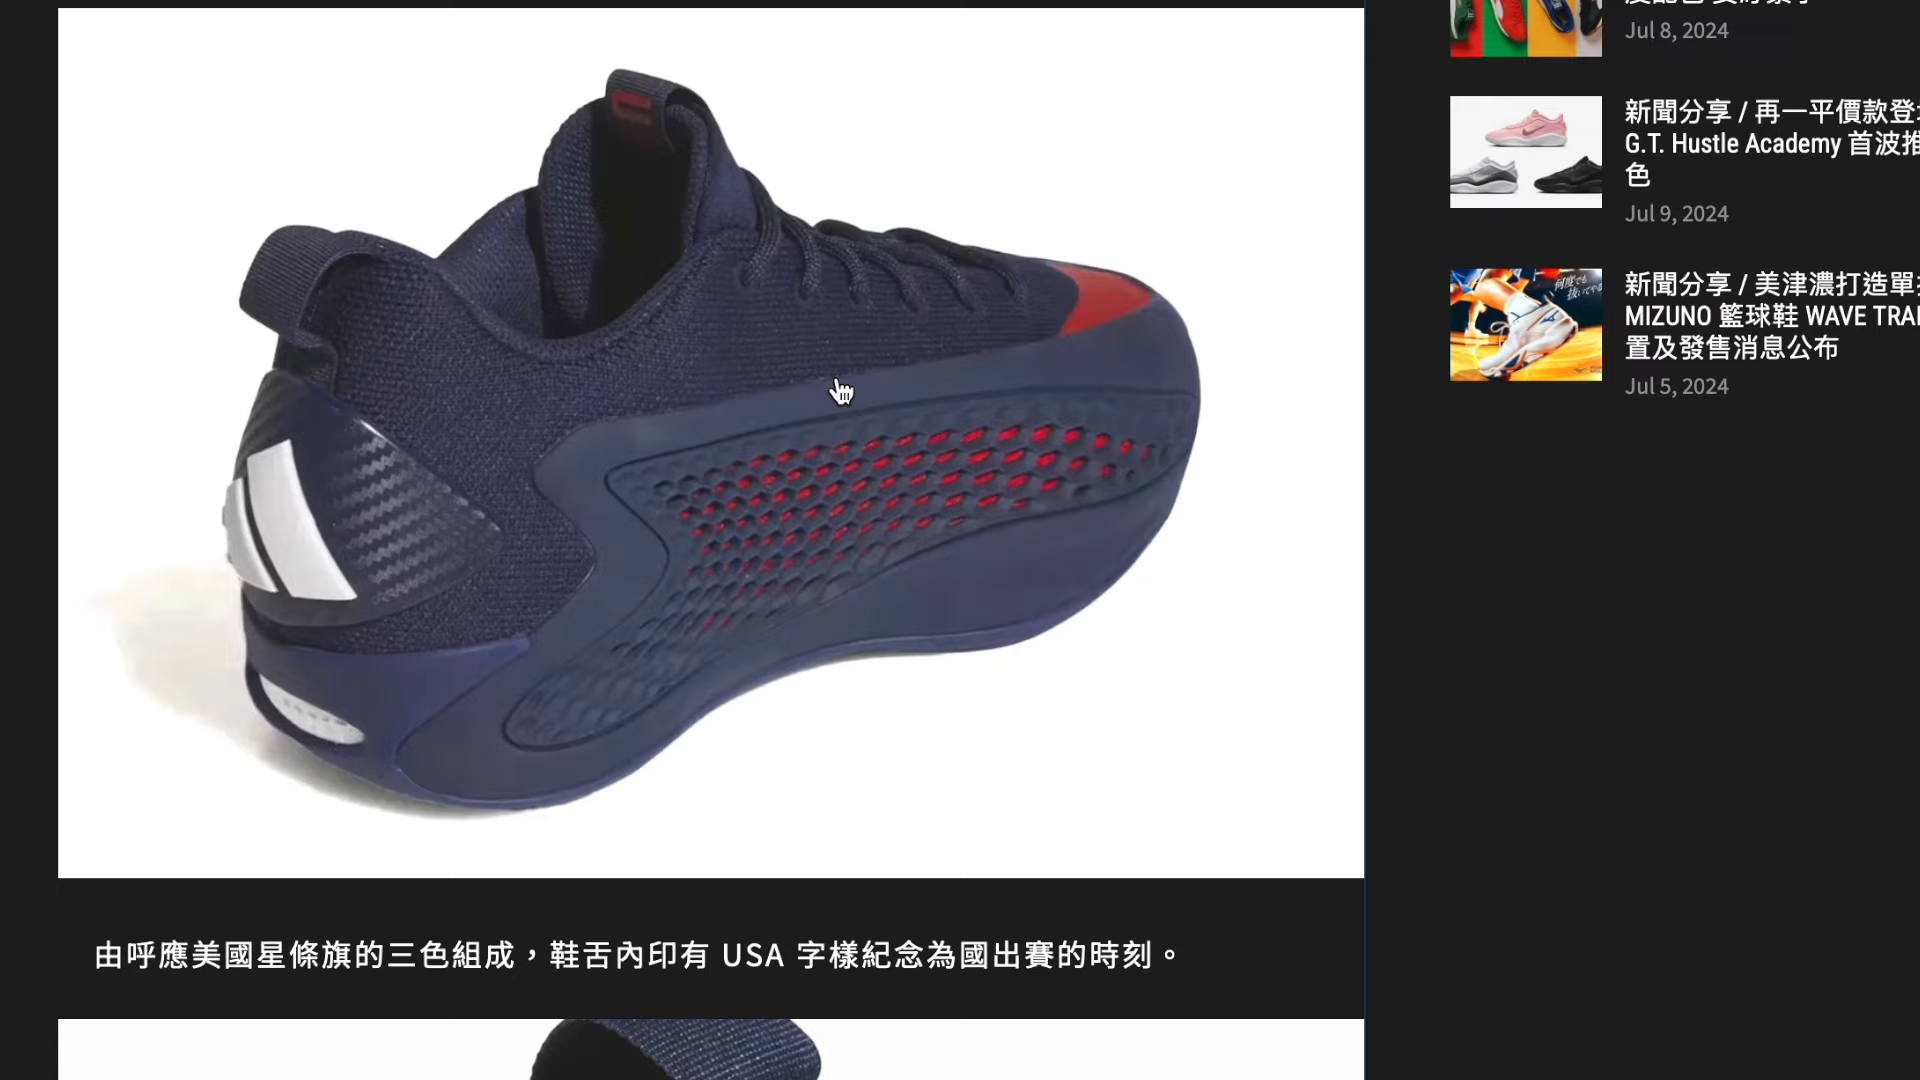 由呼應美國星條旗的三色組成，鞋舌內印有 USA 字樣紀念為國出賽的時刻。
Jul 8, 2024
新聞分享 / 再一平價款登
G.T. Hustle Academy 首波推
色
Jul 9, 2024
新聞分享 / 美津濃打造單
MIZUNO 籃球鞋 WAVE TRA
置及發售消息公布
Jul 5, 2024